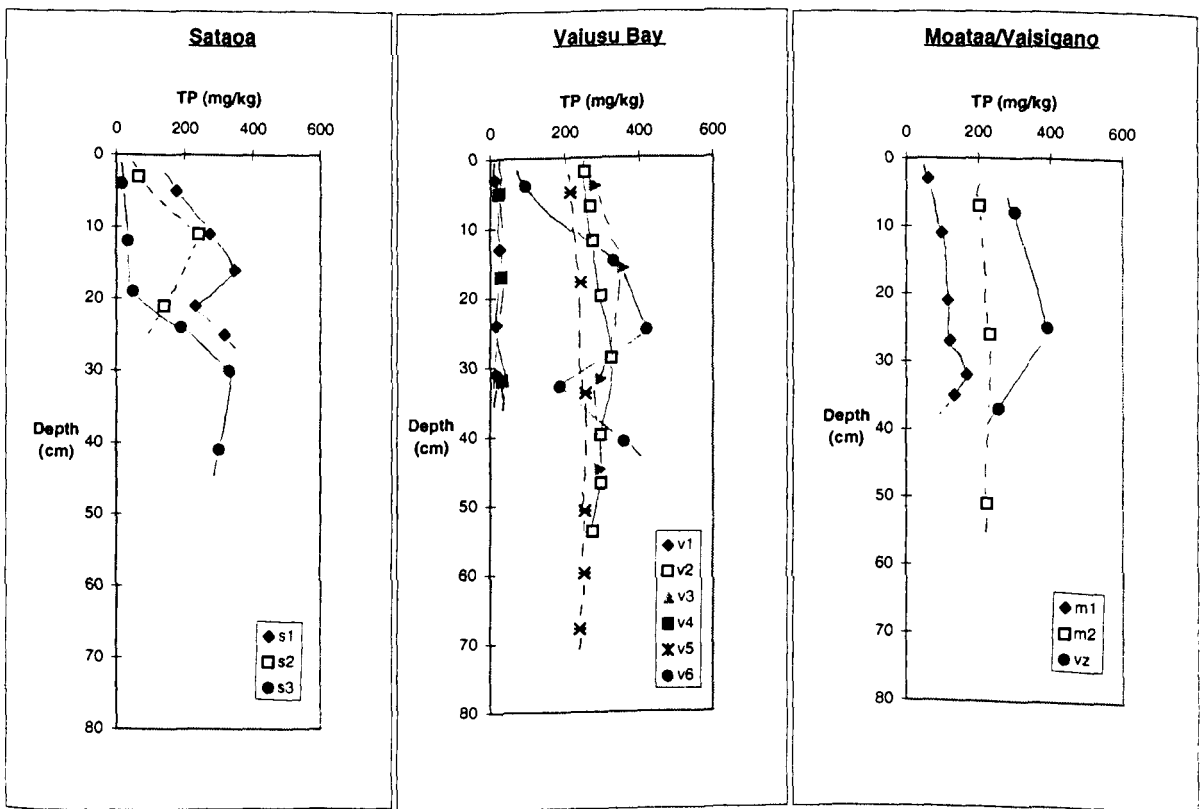 Sataoa
TP (mg/kg)
0 200 400 600
0
10
20
30
Depth
(cm)
40
50
60
70
80
s1
s2
s3
Vaiusu Bay
TP (mg/kg)
0 200 400 600
0
10
20
30
Depth
(cm)
40
50
60
70
80
v1
v2
v3
v4
v5
v6
Moataa/Vaisigano
TP (mg/kg)
0 200 400 600
0
10
20
30
Depth
(cm)
40
50
60
70
80
m1
m2
vz